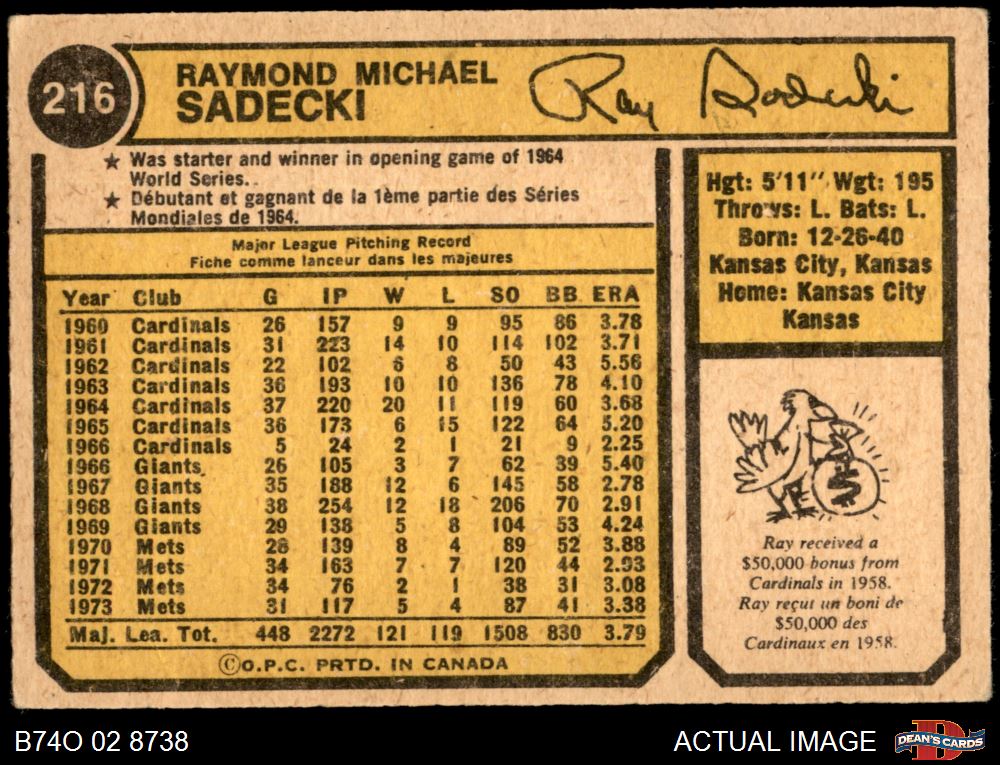 216
RAYMOND MICHAEL
SADECKI
Ray Sadecki
★ Was starter and winner in opening game of 1964
World Series.
★ Débutant et gagnant de la 1ème partie des Séries
Mondiales de 1964.
Major League Pitching Record
Fiche comme lanceur dans les majeures
Year Club G IP W L SO BB ERA
1960 Cardinals 26 157 9 9 95 86 3.78
1961 Cardinals 31 223 14 10 114 102 3.71
1962 Cardinals 22 102 6 8 50 43 5.56
1963 Cardinals 36 193 10 10 136 78 4.10
1964 Cardinals 37 220 20 11 119 60 3.68
1965 Cardinals 36 173 6 15 122 64 5.20
1966 Cardinals 5 24 2 1 21 9 2.25
1966 Giants 26 105 3 7 62 39 5.40
1967 Giants 35 188 12 6 145 58 2.78
1968 Giants 38 254 12 18 206 70 2.91
1969 Giants 29 138 5 8 104 53 4.24
1970 Mets 28 139 8 4 89 52 3.88
1971 Mets 34 163 7 7 120 44 2.93
1972 Mets 34 76 2 1 38 31 3.08
1973 Mets 31 117 5 4 87 41 3.38
Maj. Lea. Tot. 448 2272 121 119 1508 830 3.79
©O.P.C. PRTD. IN CANADA
Hgt: 5'11" Wgt: 195
Throws: L. Bats: L.
Born: 12-26-40
Kansas City, Kansas
Home: Kansas City
Kansas
$
Ray received a
$50,000 bonus from
Cardinals in 1958.
Ray reçut un boni de
$50,000 des
Cardinaux en 1958.
B74O 02 8738
ACTUAL IMAGE
DEAN'S CARDS